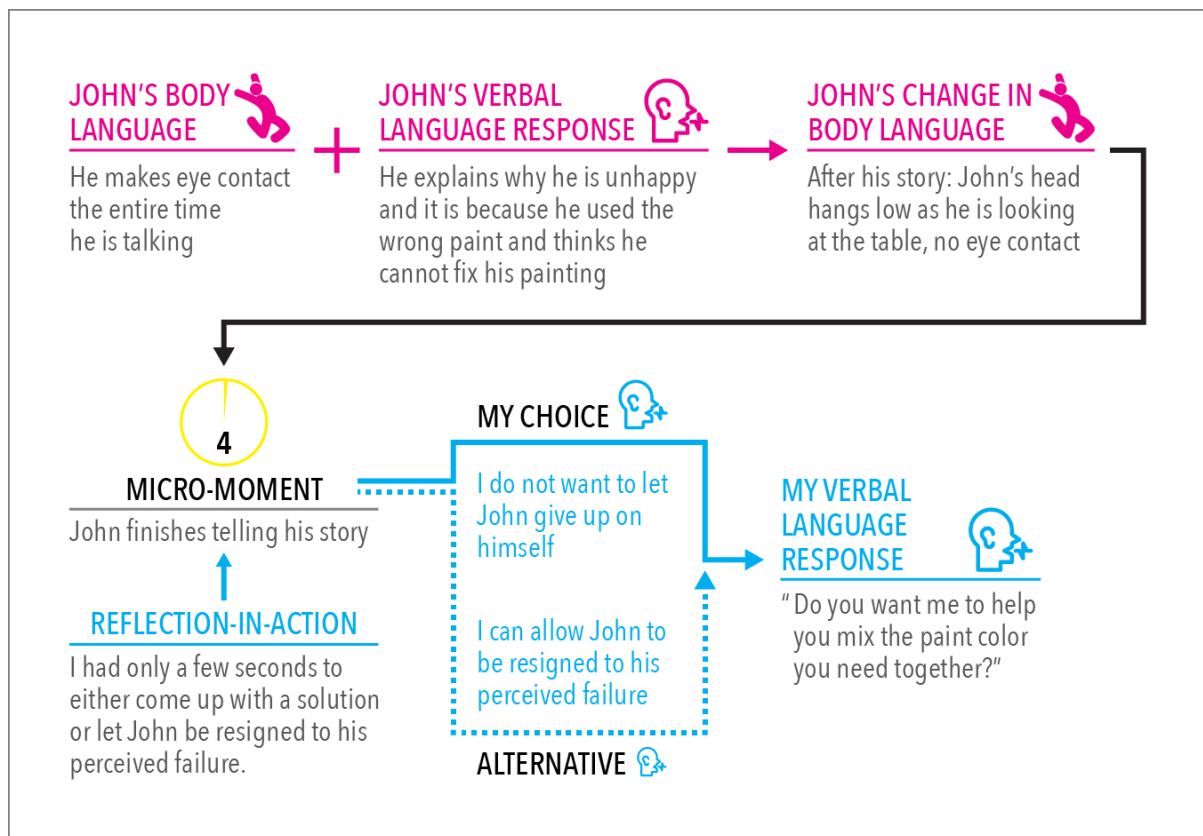 JOHN'S BODY
LANGUAGE
He makes eye contact
the entire time
he is talking
+
JOHN'S VERBAL
LANGUAGE RESPONSE
He explains why he is unhappy
and it is because he used the
wrong paint and thinks he
cannot fix his painting
JOHN'S CHANGE IN
BODY LANGUAGE
After his story: John's head
hangs low as he is looking
at the table, no eye contact
4
MICRO-MOMENT
John finishes telling his story
REFLECTION-IN-ACTION
I had only a few seconds to
either come up with a solution
or let John be resigned to his
perceived failure.
MY CHOICE
I do not want to let
John give up on
himself
I can allow John to
be resigned to his
perceived failure
ALTERNATIVE
MY VERBAL
LANGUAGE
RESPONSE
"Do you want me to help
you mix the paint color
you need together?"